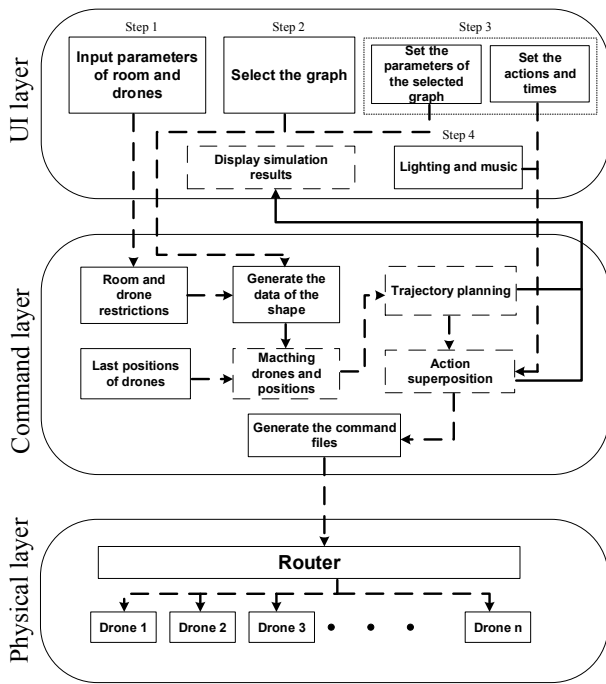 Step 1
Step 2
Step 3
UI layer
Input parameters
of room and
drones
Select the graph
Set the
parameters of
the selected
graph
Set the
actions and
times
Step 4
Display simulation
results
Lighting and music
Command layer
Room and
drone
restrictions
Generate the
data of the
shape
Trajectory planning
Last positions
of drones
Macthing
drones and
positions
Action
superposition
Generate the command
files
Physical layer
Router
Drone 1
Drone 2
Drone 3
Drone n